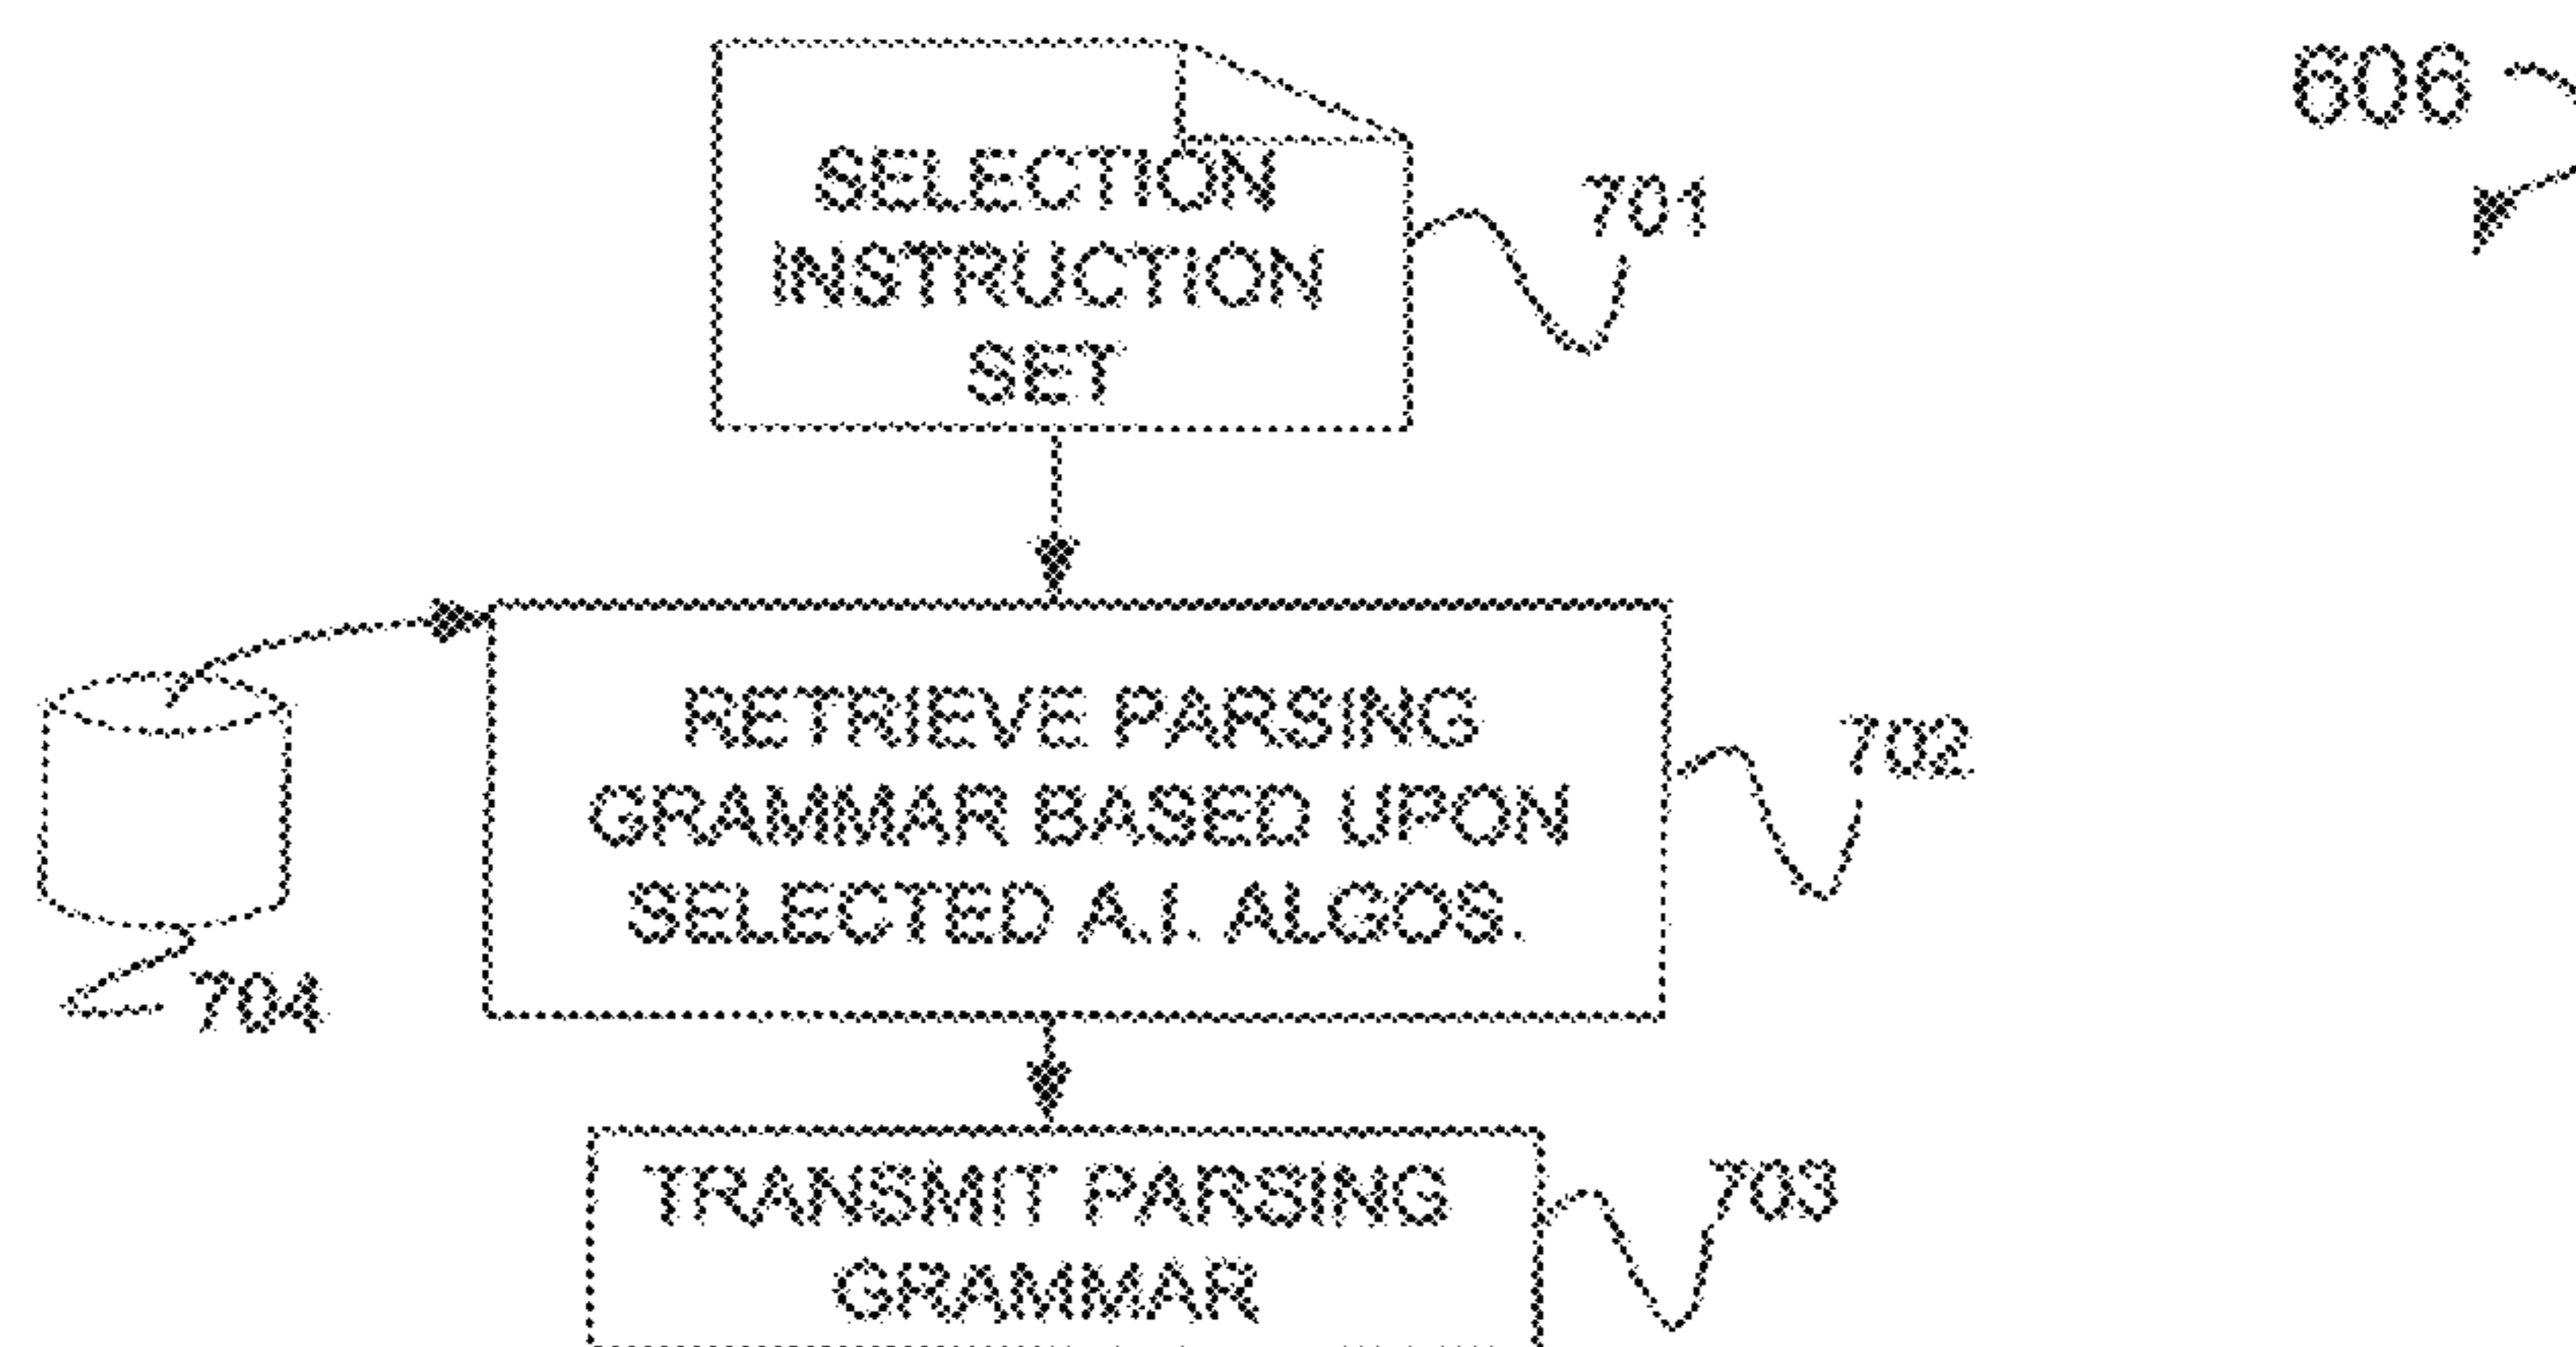 606
SELECTION
INSTRUCTION
SET
701
RETRIEVE PARSING
GRAMMAR BASED UPON
SELECTED A.I. ALGOS.
702
704
TRANSMIT PARSING
GRAMMAR
703